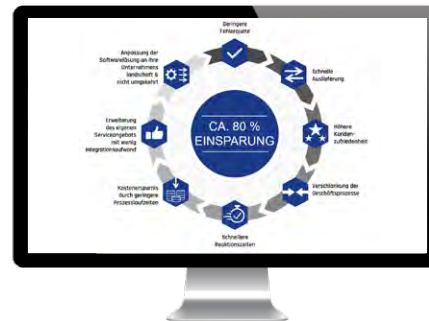 Geringere
Fehlerquote
Schnelle
Auslieferung
Höhere
Kunden-
zufriedenheit
Verschlankung der
Geschäftsprozesse
Schnellere
Reaktionszeiten
Kostenersparnis
durch geringere
Prozesslaufzeiten
Erweiterung
des eigenen
Serviceangebots
mit wenig
Integrationsaufwand
Anpassung der
Softwarelösung an Ihre
Unternehmens
landschaft &
nicht umgekehrt
CA. 80 %
EINSPARUNG